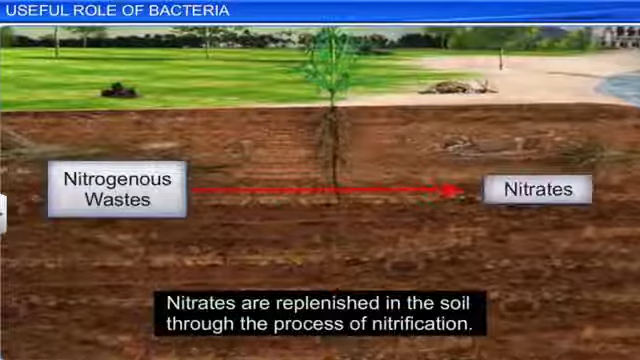 USEFUL ROLE OF BACTERIA
Nitrogenous
Wastes
Nitrates
Nitrates are replenished in the soil
through the process of nitrification.